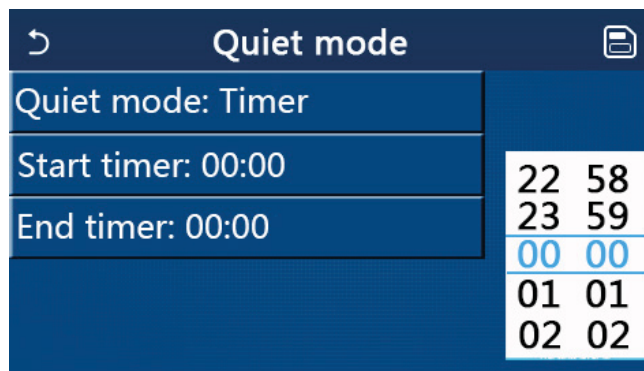 Quiet mode
Quiet mode: Timer
Start timer: 00:00
End timer: 00:00
22 58
23 59
00 00
01 01
02 02